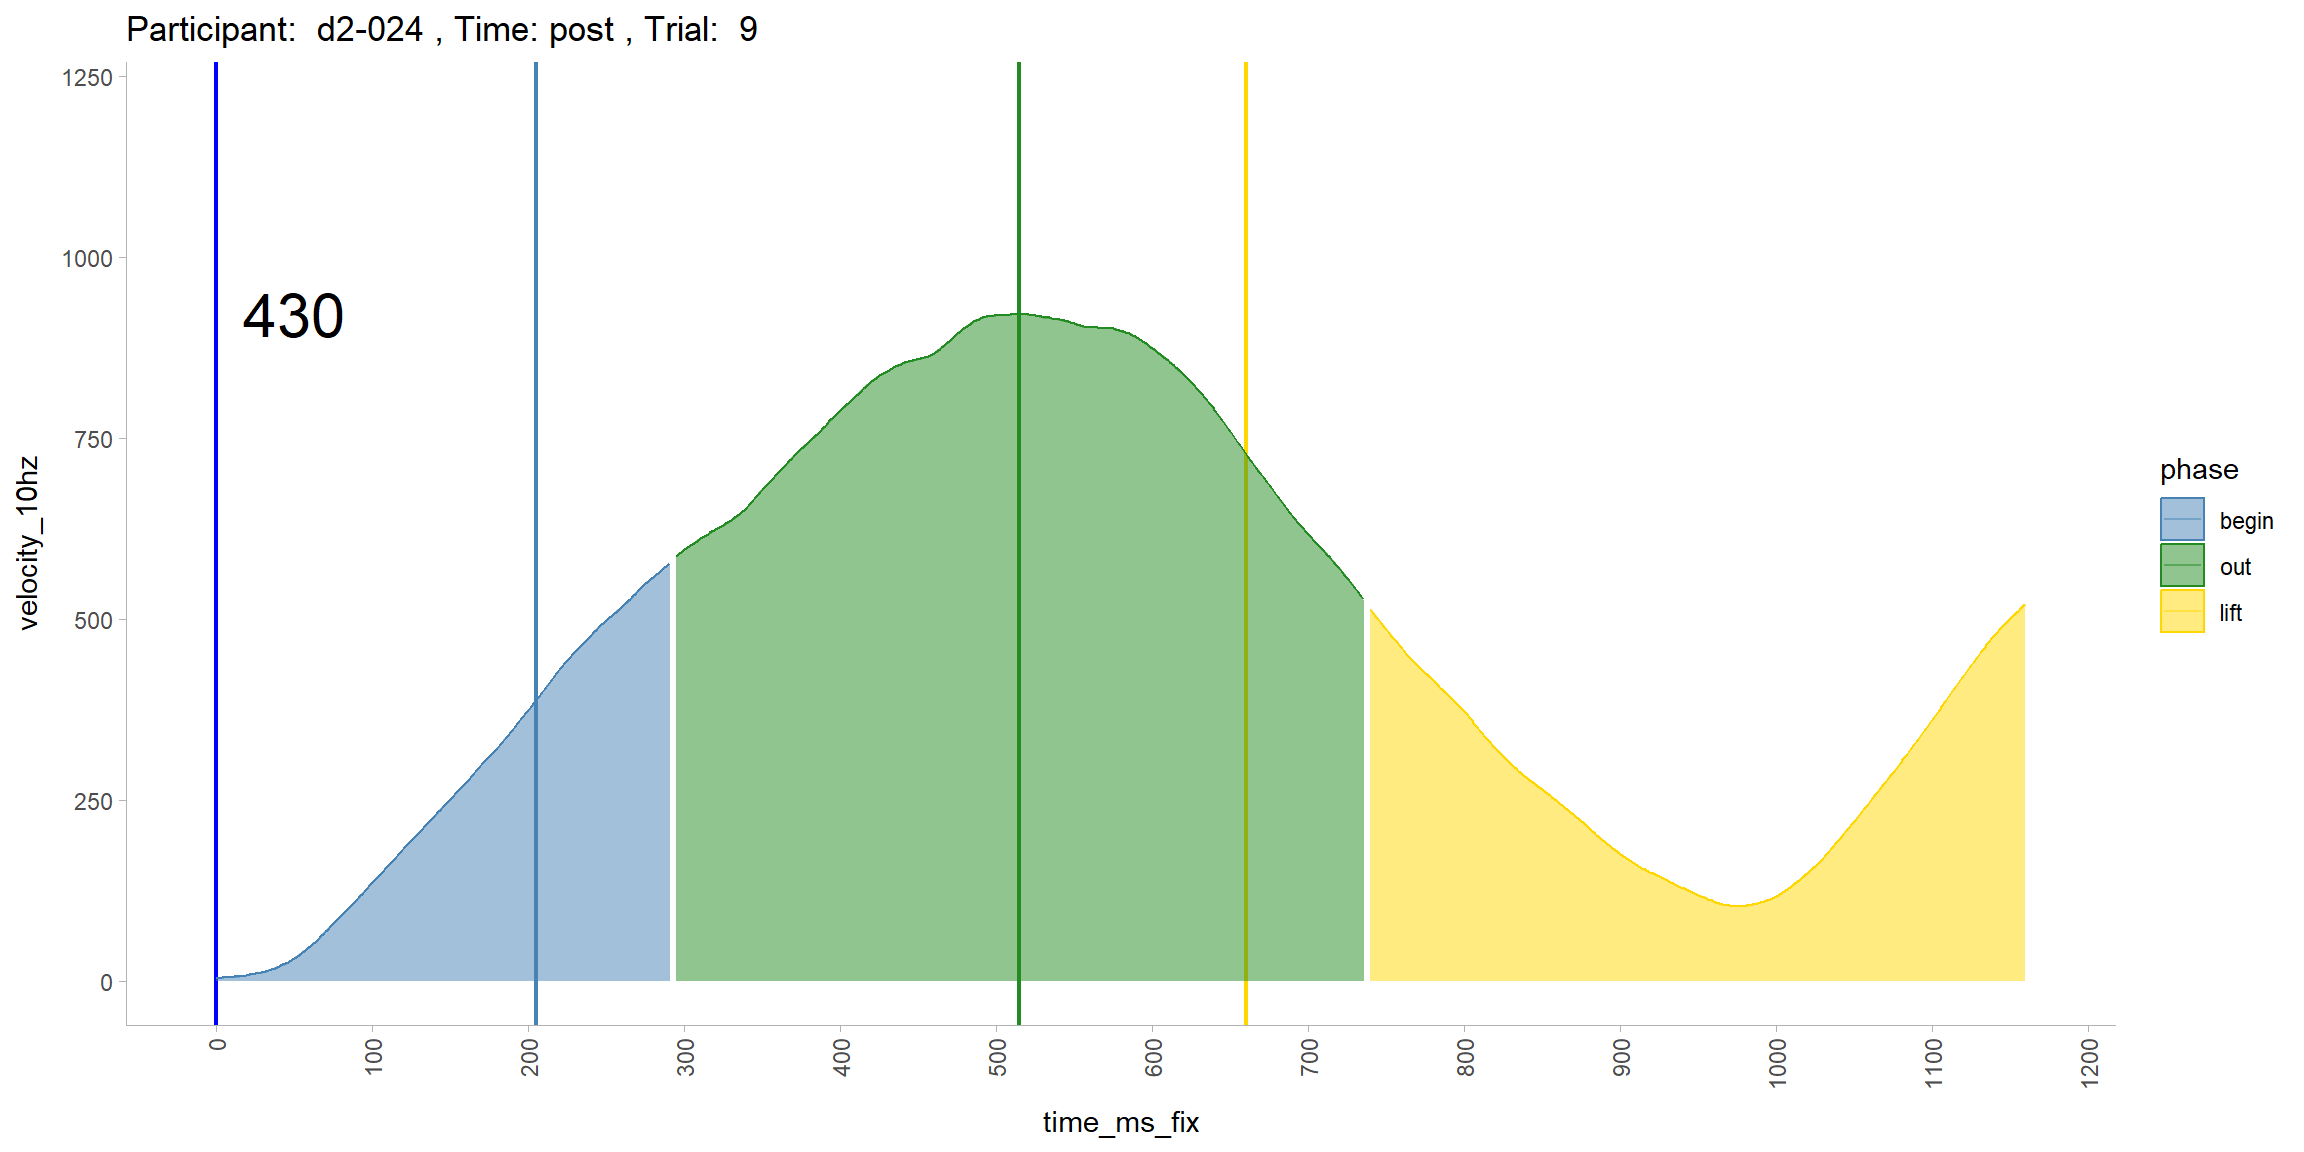 Participant:  d2-024 , Time: post , Trial:  9
1250
1000
750
500
250
0
velocity_10hz
430
0
100
200
300
400
500
600
700
800
900
1000
1100
1200
time_ms_fix
phase
begin
out
lift